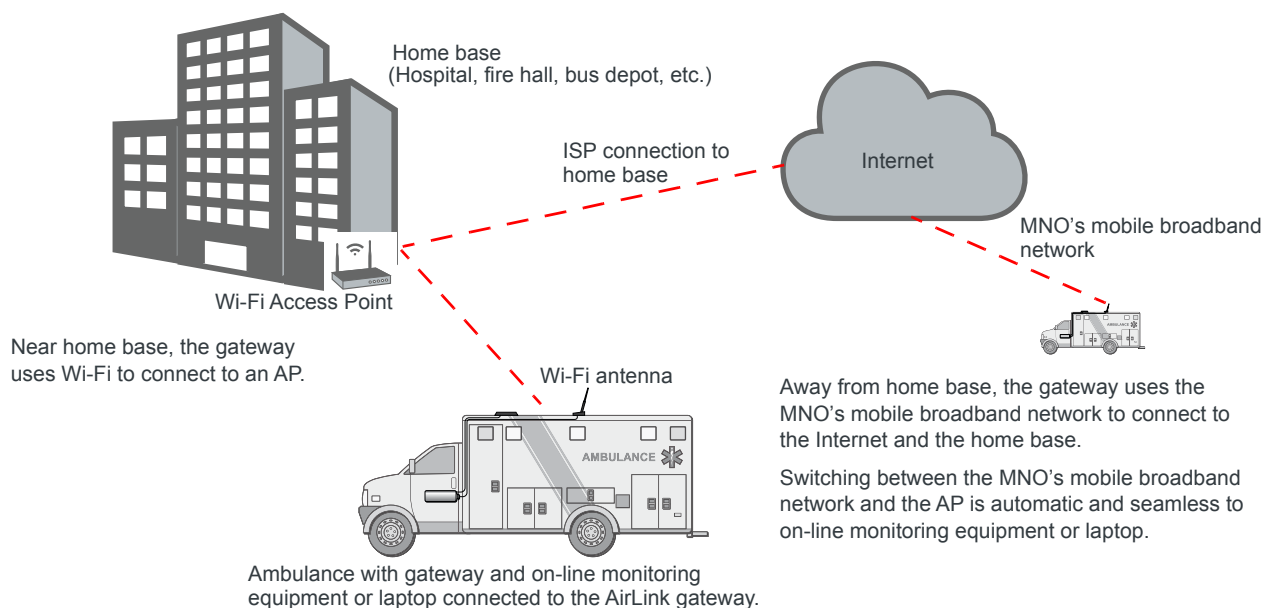 Home base
(Hospital, fire hall, bus depot, etc.)
ISP connection to
home base
Internet
MNO's mobile broadband
network
Wi-Fi Access Point
AMBULANCE
Near home base, the gateway
uses Wi-Fi to connect to an AP.
Wi-Fi antenna
Away from home base, the gateway uses the
MNO's mobile broadband network to connect to
the Internet and the home base.
AMBULANCE
Switching between the MNO's mobile broadband
network and the AP is automatic and seamless to
on-line monitoring equipment or laptop.
Ambulance with gateway and on-line monitoring
equipment or laptop connected to the AirLink gateway.